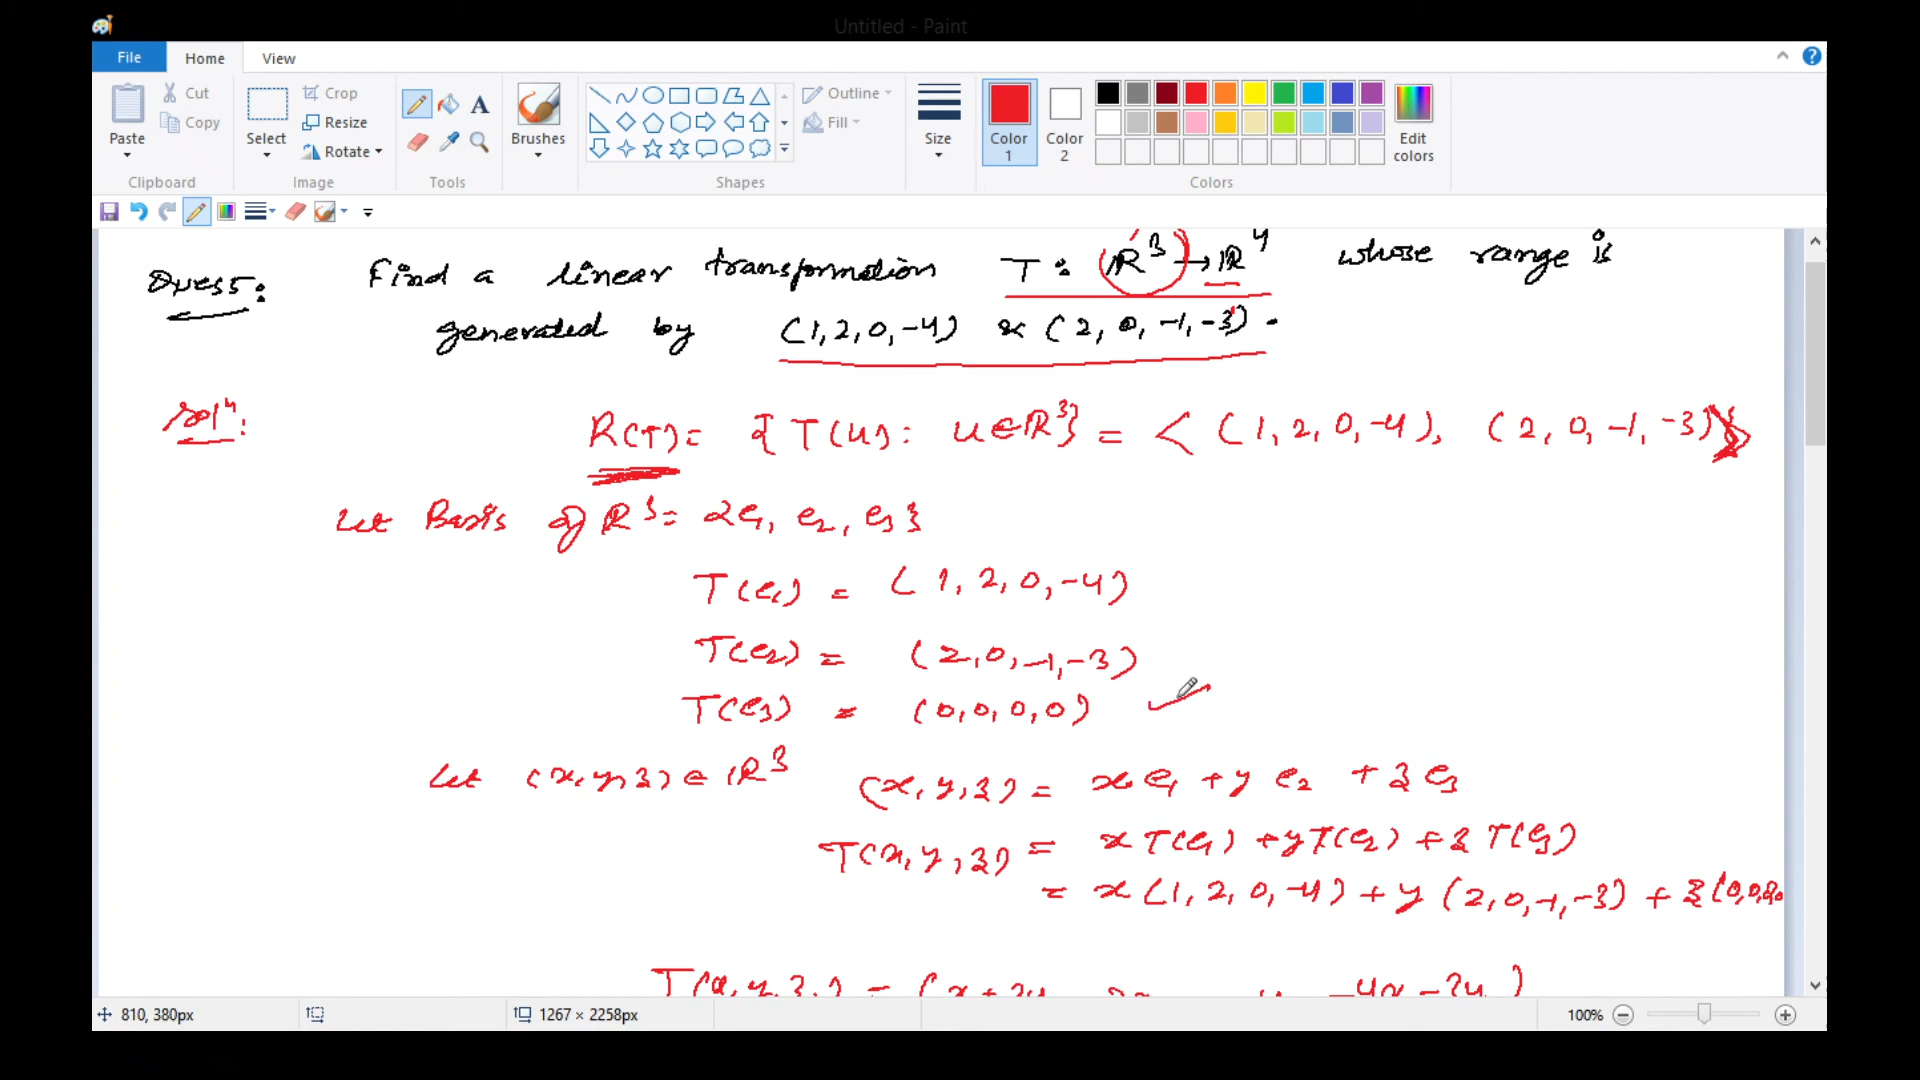 Untitled - Paint
File Home View
Paste Cut Copy Clipboard
Select Crop Resize Rotate Image
Tools
Brushes
Shapes Outline Fill
Size
Color 1 Color 2 Edit colors Colors
Ques 5: Find a linear transformation T: ℝ³ → ℝ⁴ whose range is
generated by (1, 2, 0, -4) & (2, 0, -1, -3).
Solⁿ: R(T) = {T(u) : u ∈ ℝ³} = < (1, 2, 0, -4), (2, 0, -1, -3) >
Let Basis of ℝ³ = {e₁, e₂, e₃}
T(e₁) = (1, 2, 0, -4)
T(e₂) = (2, 0, -1, -3)
T(e₃) = (0, 0, 0, 0)
Let (x, y, z) ∈ ℝ³ (x, y, z) = x e₁ + y e₂ + z e₃
T(x, y, z) = x T(e₁) + y T(e₂) + z T(e₃)
= x (1, 2, 0, -4) + y (2, 0, -1, -3) + z (0, 0, 0,
T(x, y, z) = (x + 2y
810, 380px 1267 × 2258px 100%